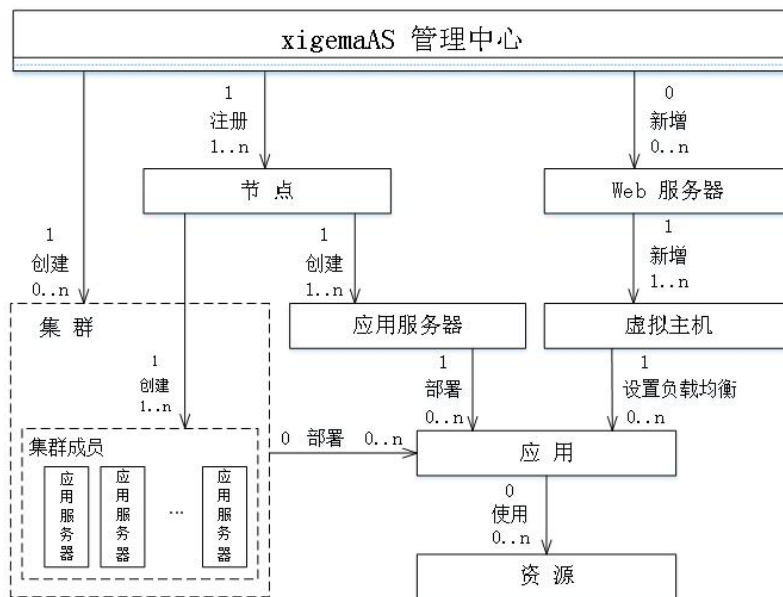 xigemaAS 管理中心
1
注册
1..n
0
新增
0..n
节 点
Web 服务器
1
创建
0..n
1
创建
1..n
1
新增
1..n
集 群
应用服务器
虚拟主机
1
创建
1..n
1
部署
0..n
1
设置负载均衡
0..n
集群成员
0 部署 0..n
应 用
应用服务器
应用服务器
...
应用服务器
0
使用
0..n
资 源